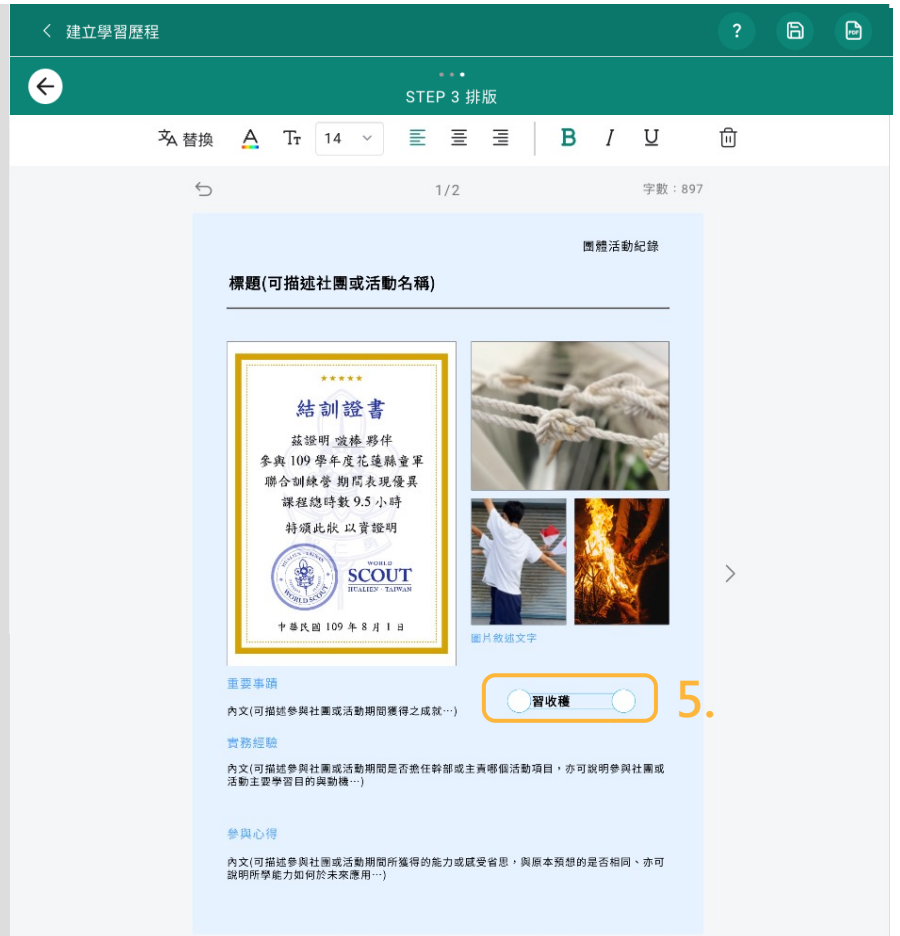 建立學習歷程
?
PDF
STEP 3 排版
文A 替換
A
TT
14
B
I
U
1/2
字數：897
團體活動紀錄
標題(可描述社團或活動名稱)
結訓證書
茲證明 啵棒 夥伴
參與 109 學年度花蓮縣童軍
聯合訓練營 期間表現優異
課程總時數 9.5 小時
特頒此狀 以資證明
HUALIEN · TAIWAN
WORLD SCOUT
WORLD
SCOUT
HUALIEN · TAIWAN
中華民國 109 年 8 月 1 日
圖片敘述文字
重要事蹟
習收穫
5.
內文(可描述參與社團或活動期間獲得之成就⋯)
實務經驗
內文(可描述參與社團或活動期間是否擔任幹部或主責哪個活動項目，亦可說明參與社團或
活動主要學習目的與動機⋯)
參與心得
內文(可描述參與社團或活動期間所獲得的能力或感受省思，與原本預想的是否相同、亦可
說明所學能力如何於未來應用⋯)